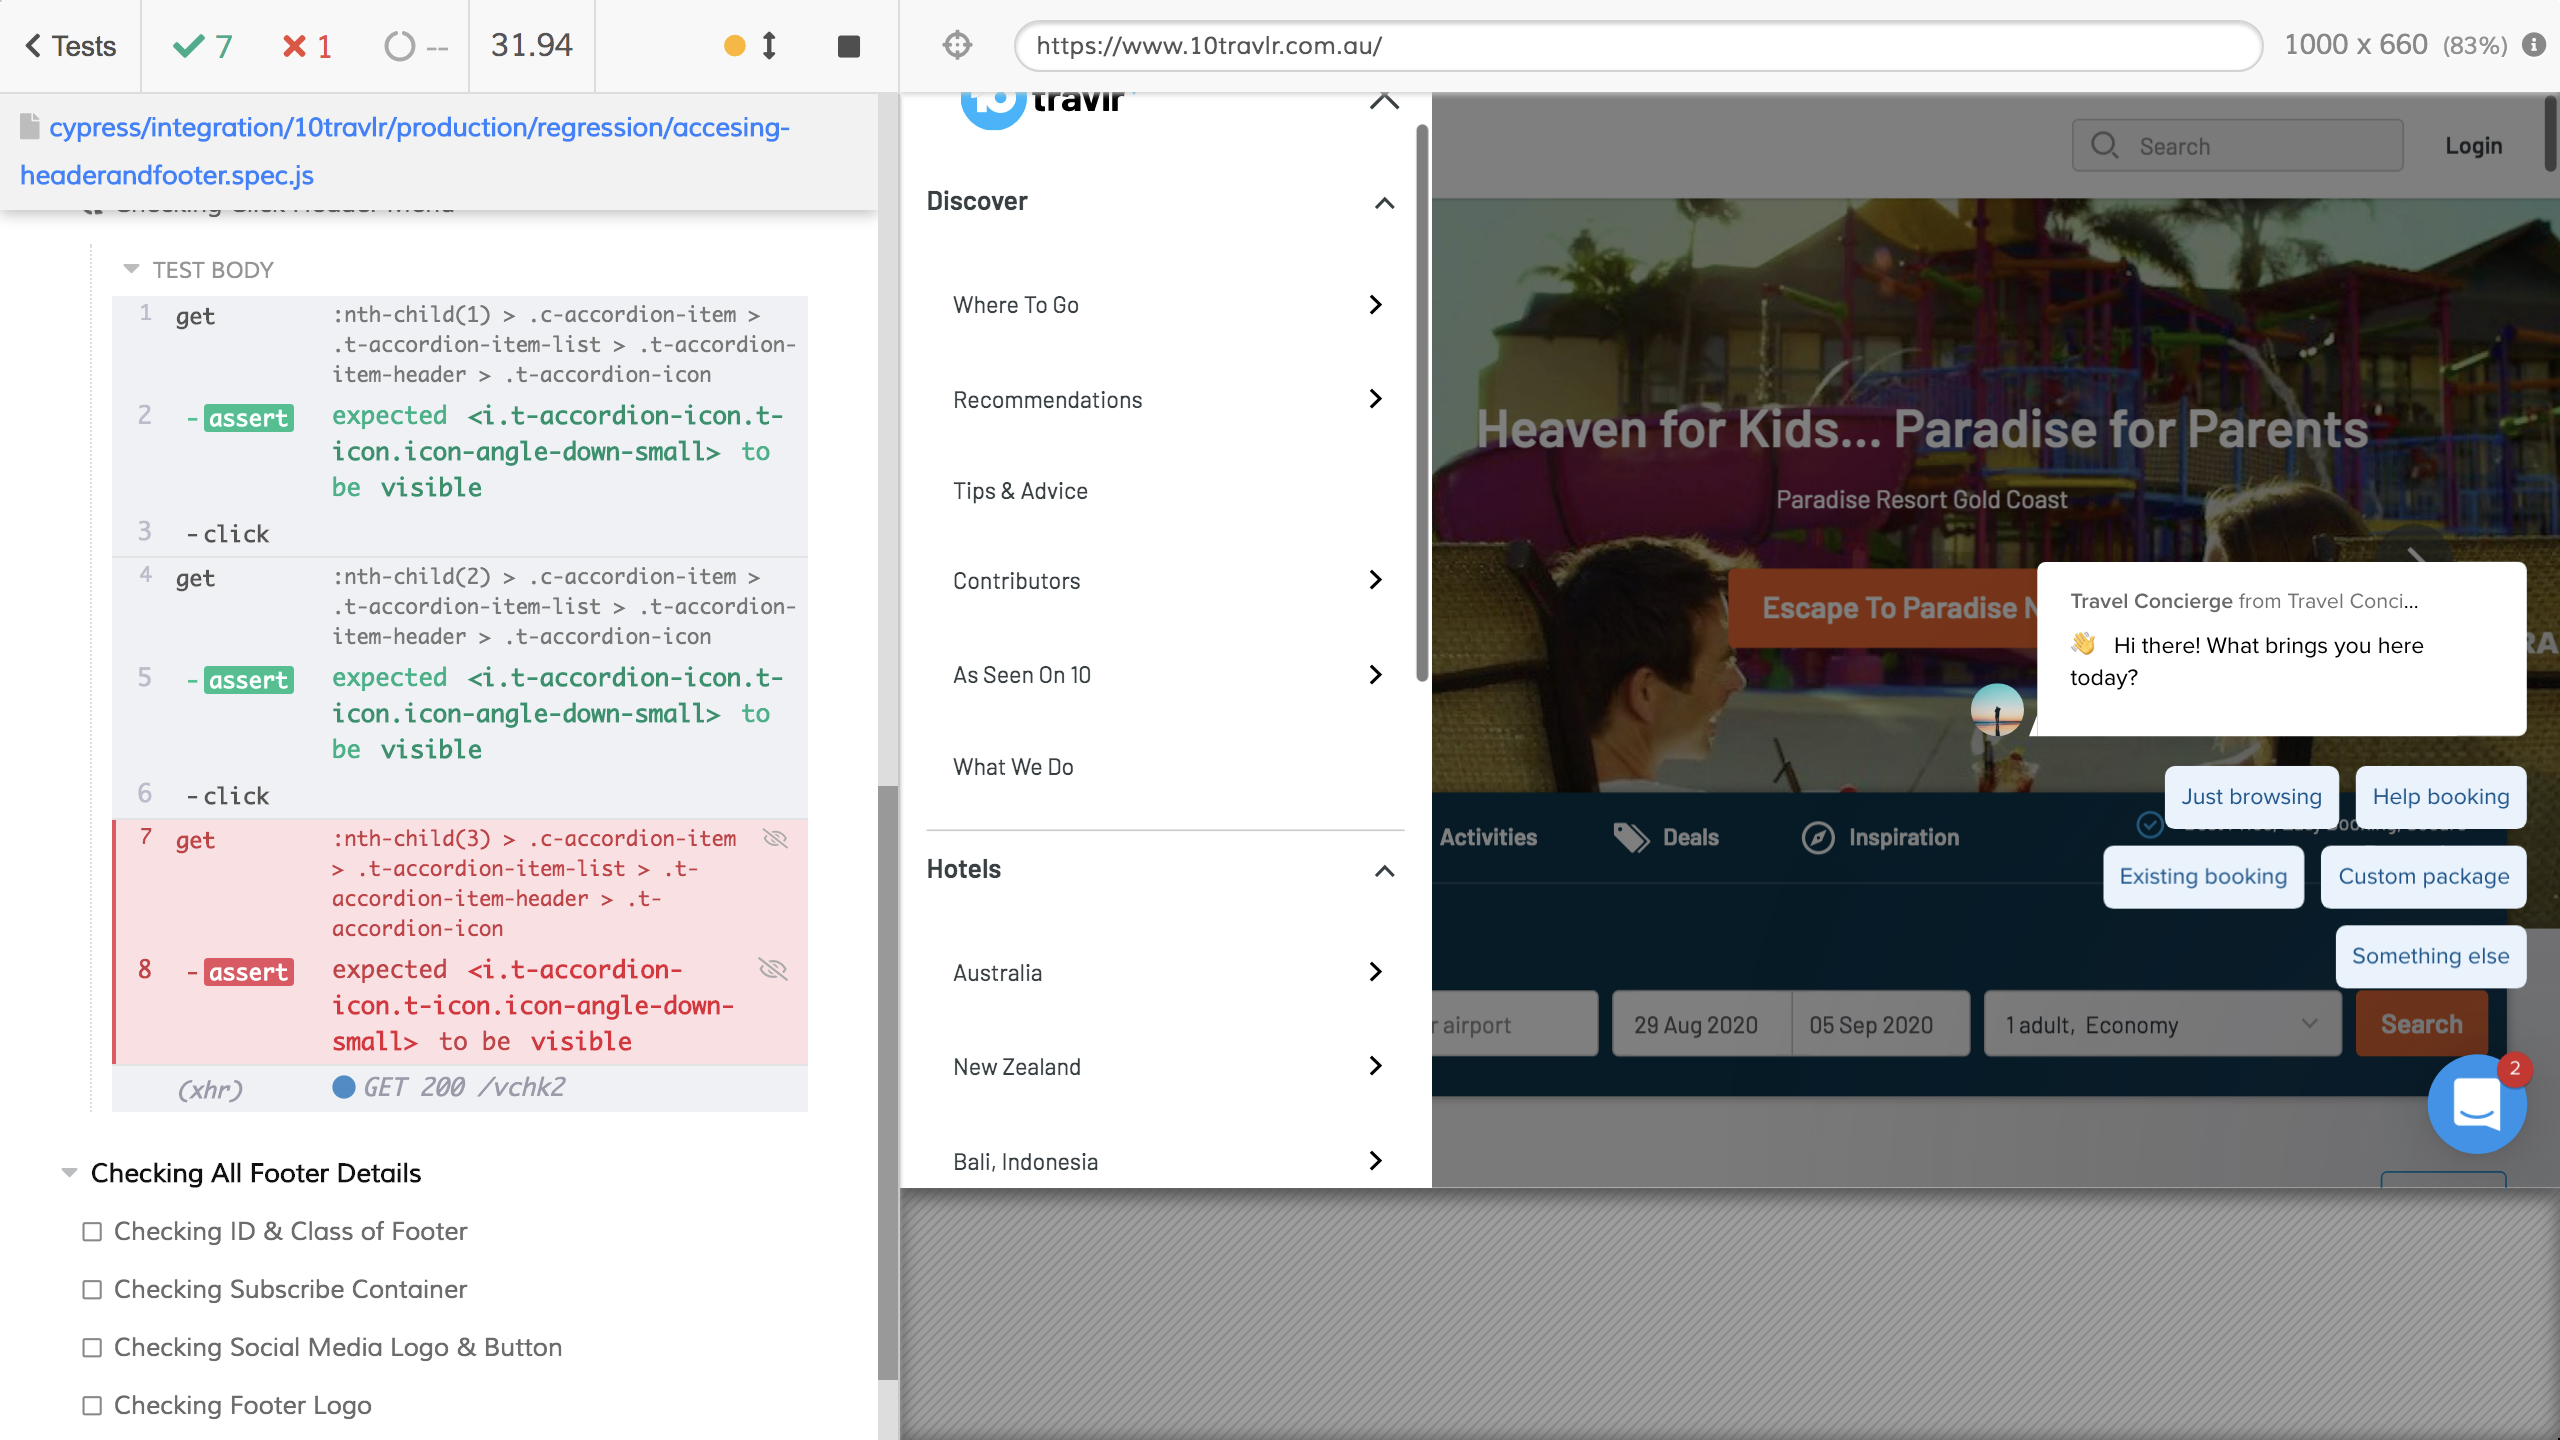 Tests
7
1
--
31.94
https://www.10travlr.com.au/
1000 x 660 (83%)
cypress/integration/10travlr/production/regression/accesing-
headerandfooter.spec.js
Checking Click Header Menu
TEST BODY
1 get :nth-child(1) > .c-accordion-item >
.t-accordion-item-list > .t-accordion-
item-header > .t-accordion-icon
2 -assert expected <i.t-accordion-icon.t-
icon.icon-angle-down-small> to
be visible
3 -click
4 get :nth-child(2) > .c-accordion-item >
.t-accordion-item-list > .t-accordion-
item-header > .t-accordion-icon
5 -assert expected <i.t-accordion-icon.t-
icon.icon-angle-down-small> to
be visible
6 -click
7 get :nth-child(3) > .c-accordion-item
> .t-accordion-item-list > .t-
accordion-item-header > .t-
accordion-icon
8 -assert expected <i.t-accordion-
icon.t-icon.icon-angle-down-
small> to be visible
(xhr) GET 200 /vchk2
Checking All Footer Details
Checking ID & Class of Footer
Checking Subscribe Container
Checking Social Media Logo & Button
Checking Footer Logo
10 travlr
Discover
Where To Go
Recommendations
Tips & Advice
Contributors
As Seen On 10
What We Do
Hotels
Australia
New Zealand
Bali, Indonesia
Search
Login
Heaven for Kids... Paradise for Parents
Paradise Resort Gold Coast
Escape To Paradise N
RA
Travel Concierge from Travel Conci...
👋 Hi there! What brings you here
today?
Just browsing
Help booking
Existing booking
Custom package
Something else
Activities
Deals
Inspiration
r airport
29 Aug 2020
05 Sep 2020
1 adult, Economy
Search
2